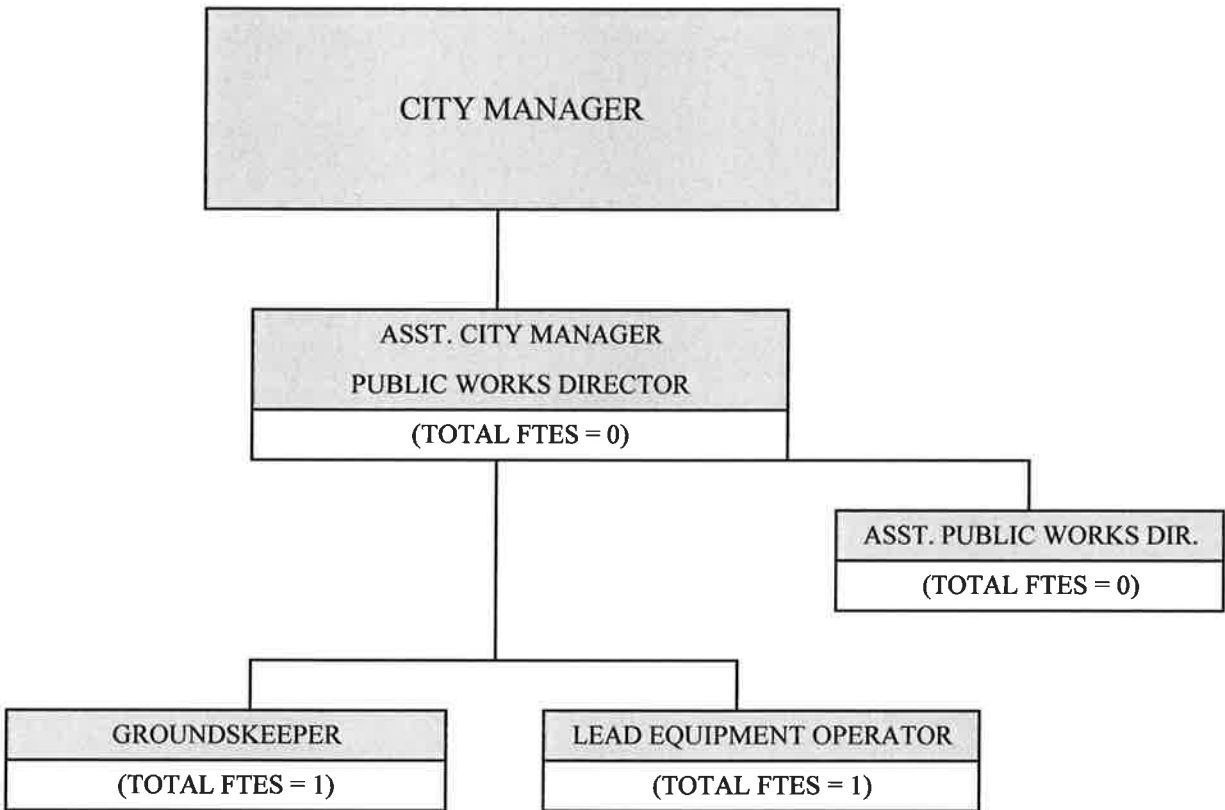 CITY MANAGER
ASST. CITY MANAGER
PUBLIC WORKS DIRECTOR
(TOTAL FTES = 0)
ASST. PUBLIC WORKS DIR.
(TOTAL FTES = 0)
GROUNDSKEEPER
(TOTAL FTES = 1)
LEAD EQUIPMENT OPERATOR
(TOTAL FTES = 1)